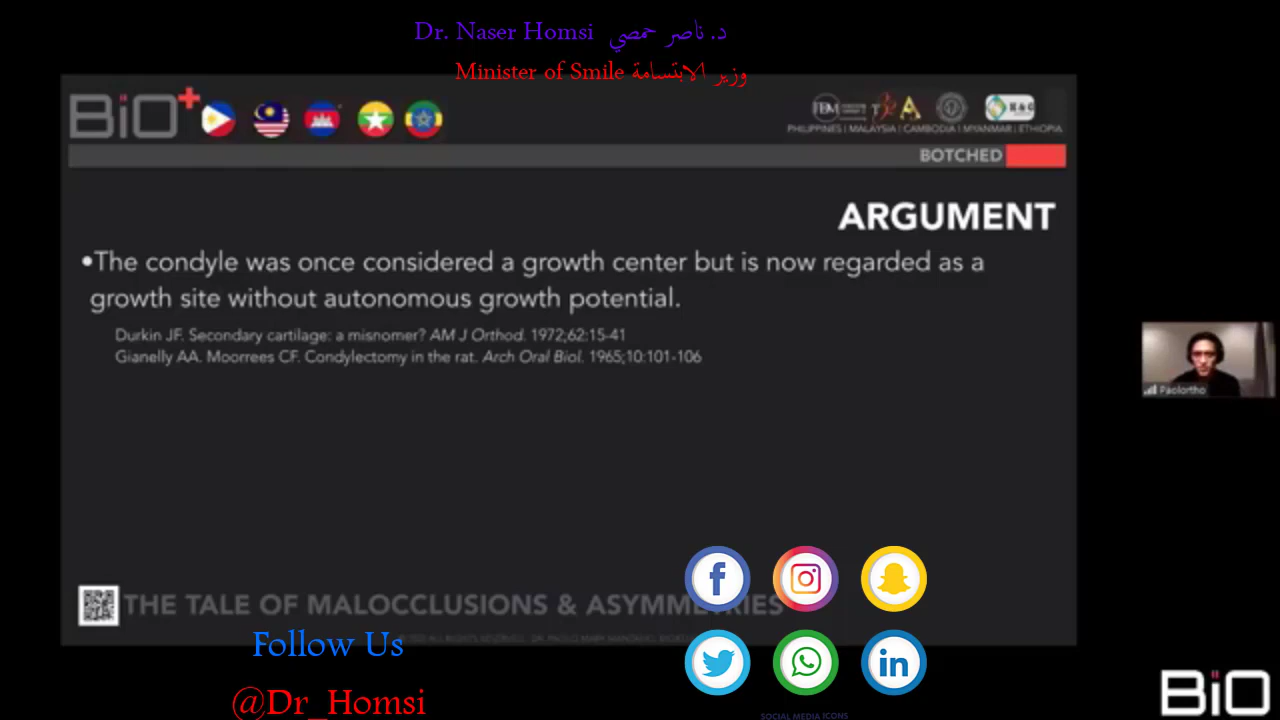 Dr. Naser Homsi د. ناصر حمصي
Minister of Smile وزير الابتسامة
BiO+
PHILIPPINES | MALAYSIA | CAMBODIA | MYANMAR | ETHIOPIA
BOTCHED
ARGUMENT
•The condyle was once considered a growth center but is now regarded as a
growth site without autonomous growth potential.
Durkin JF. Secondary cartilage: a misnomer? AM J Orthod. 1972;62:15-41
Gianelly AA. Moorrees CF. Condylectomy in the rat. Arch Oral Biol. 1965;10:101-106
Paolortho
THE TALE OF MALOCCLUSIONS & ASYMMETRIES
Follow Us
@Dr_Homsi
SOCIAL MEDIA ICONS
BiO